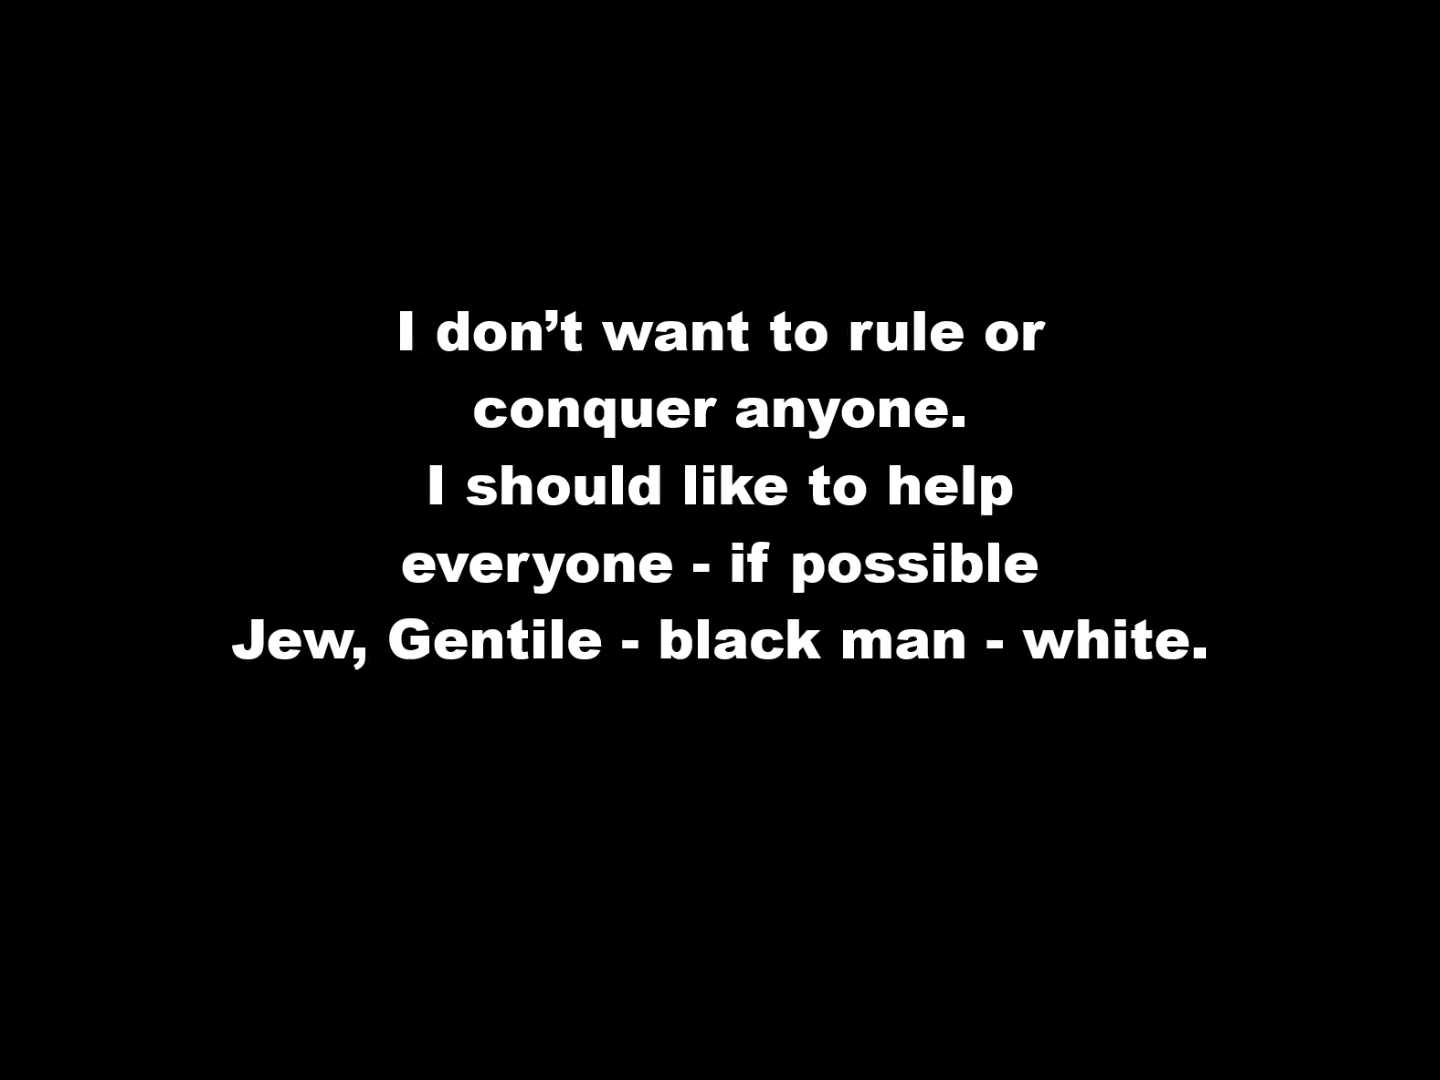 I don’t want to rule or
conquer anyone.
I should like to help
everyone - if possible
Jew, Gentile - black man - white.